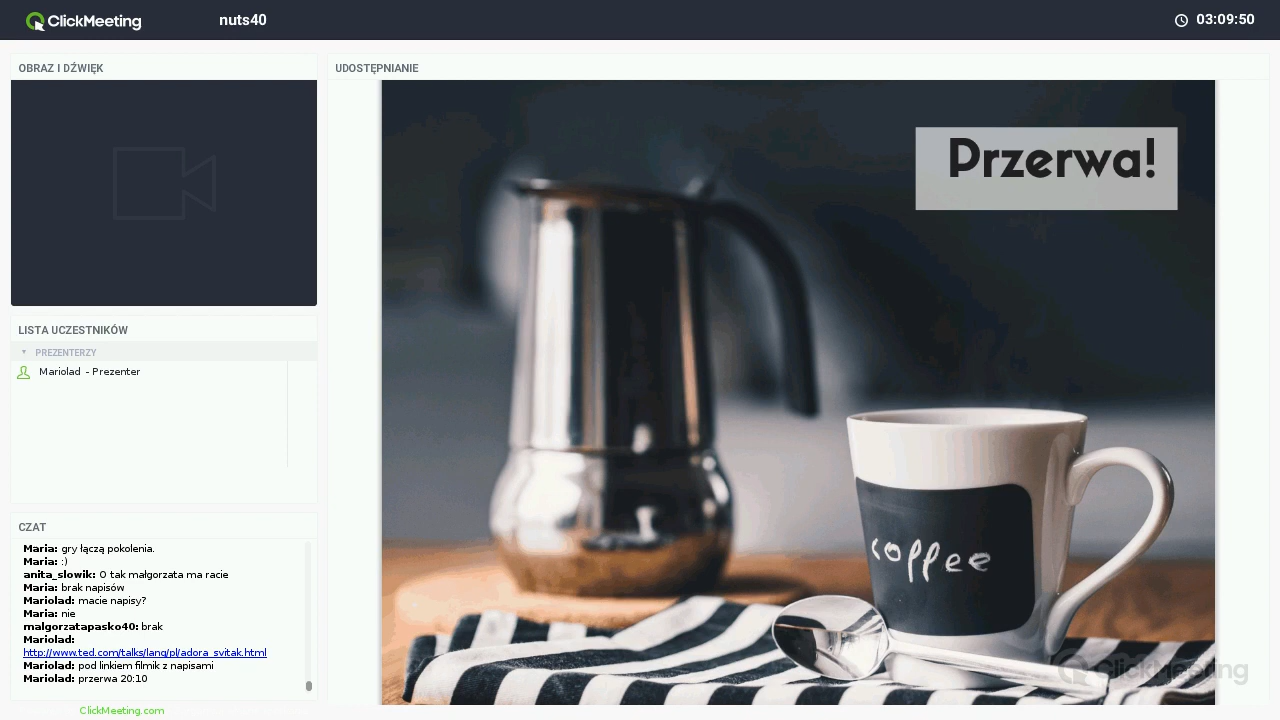 ClickMeeting
nuts40
03:09:50
OBRAZ I DŹWIĘK
UDOSTĘPNIANIE
Przerwa!
LISTA UCZESTNIKÓW
PREZENTERZY
Mariolad - Prezenter
coffee
CZAT
Maria: gry łączą pokolenia.
Maria: :)
anita_slowik: O tak małgorzata ma racie
Maria: brak napisów
Mariolad: macie napisy?
Maria: nie
malgorzatapasko40: brak
Mariolad:
http://www.ted.com/talks/lang/pl/adora_svitak.html
Mariolad: pod linkiem filmik z napisami
Mariolad: przerwa 20:10
ClickMeeting
ClickMeeting.com